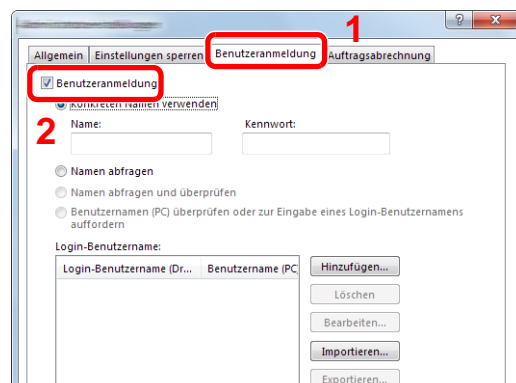 1
Allgemein Einstellungen sperren Benutzeranmeldung Auftragsabrechnung
Benutzeranmeldung
2
Konkreten Namen verwenden
Name: Kennwort:
Namen abfragen
Namen abfragen und überprüfen
Benutzernamen (PC) überprüfen oder zur Eingabe eines Login-Benutzernamens
auffordern
Login-Benutzername:
Login-Benutzername (Dr... Benutzername (PC) Hinzufügen...
Löschen
Bearbeiten...
Importieren...
Exportieren...